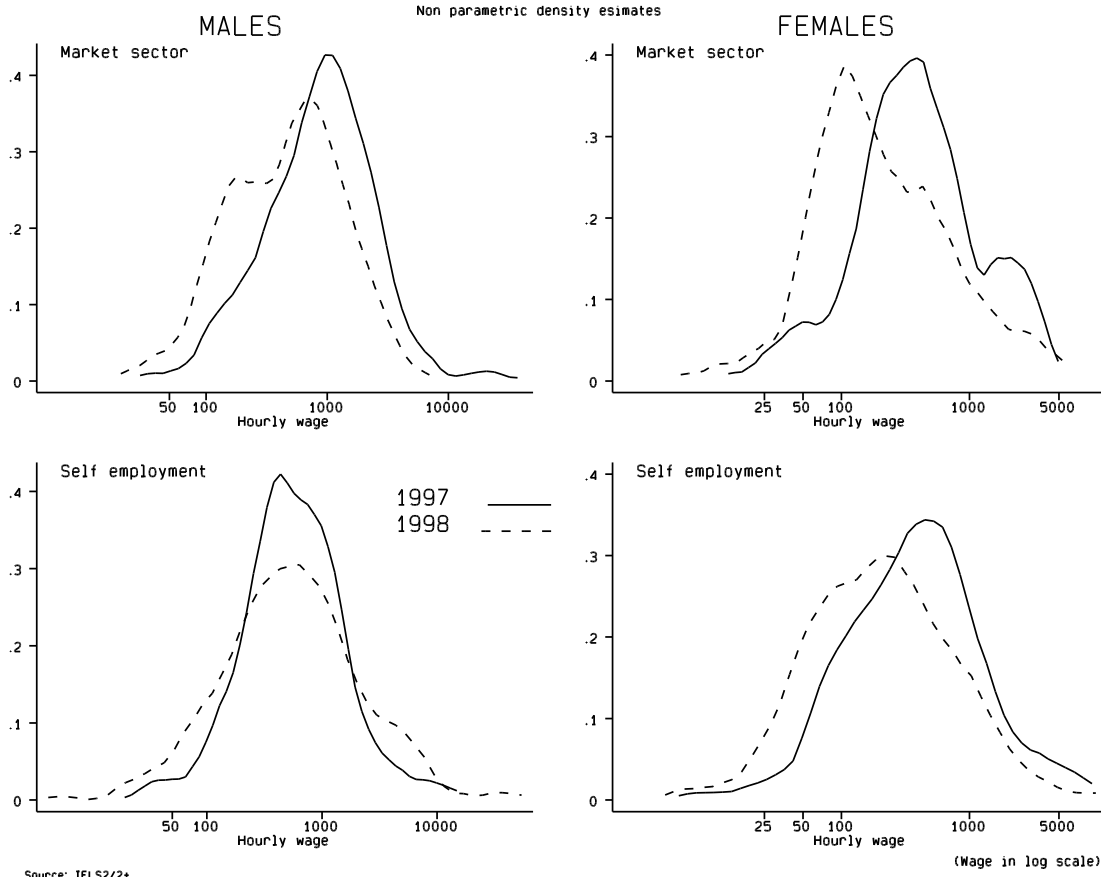 Non parametric density esimates
MALES
FEMALES
Market sector
.4
.3
.2
.1
0
50 100 1000 10000
Hourly wage
Market sector
.4
.3
.2
.1
0
25 50 100 1000 5000
Hourly wage
Self employment
.4
.3
.2
.1
0
1997
1998
50 100 1000 10000
Hourly wage
Self employment
.4
.3
.2
.1
0
25 50 100 1000 5000
Hourly wage
(Wage in log scale)
Source: IFLS2/2+